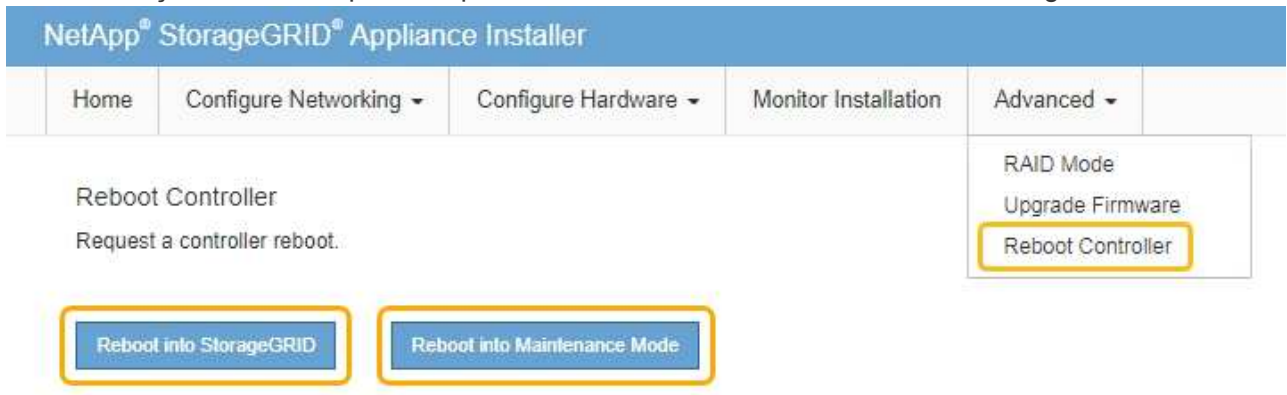 NetApp® StorageGRID® Appliance Installer
Home Configure Networking Configure Hardware Monitor Installation Advanced
RAID Mode
Upgrade Firmware
Reboot Controller
Reboot Controller
Request a controller reboot.
Reboot into StorageGRID Reboot into Maintenance Mode